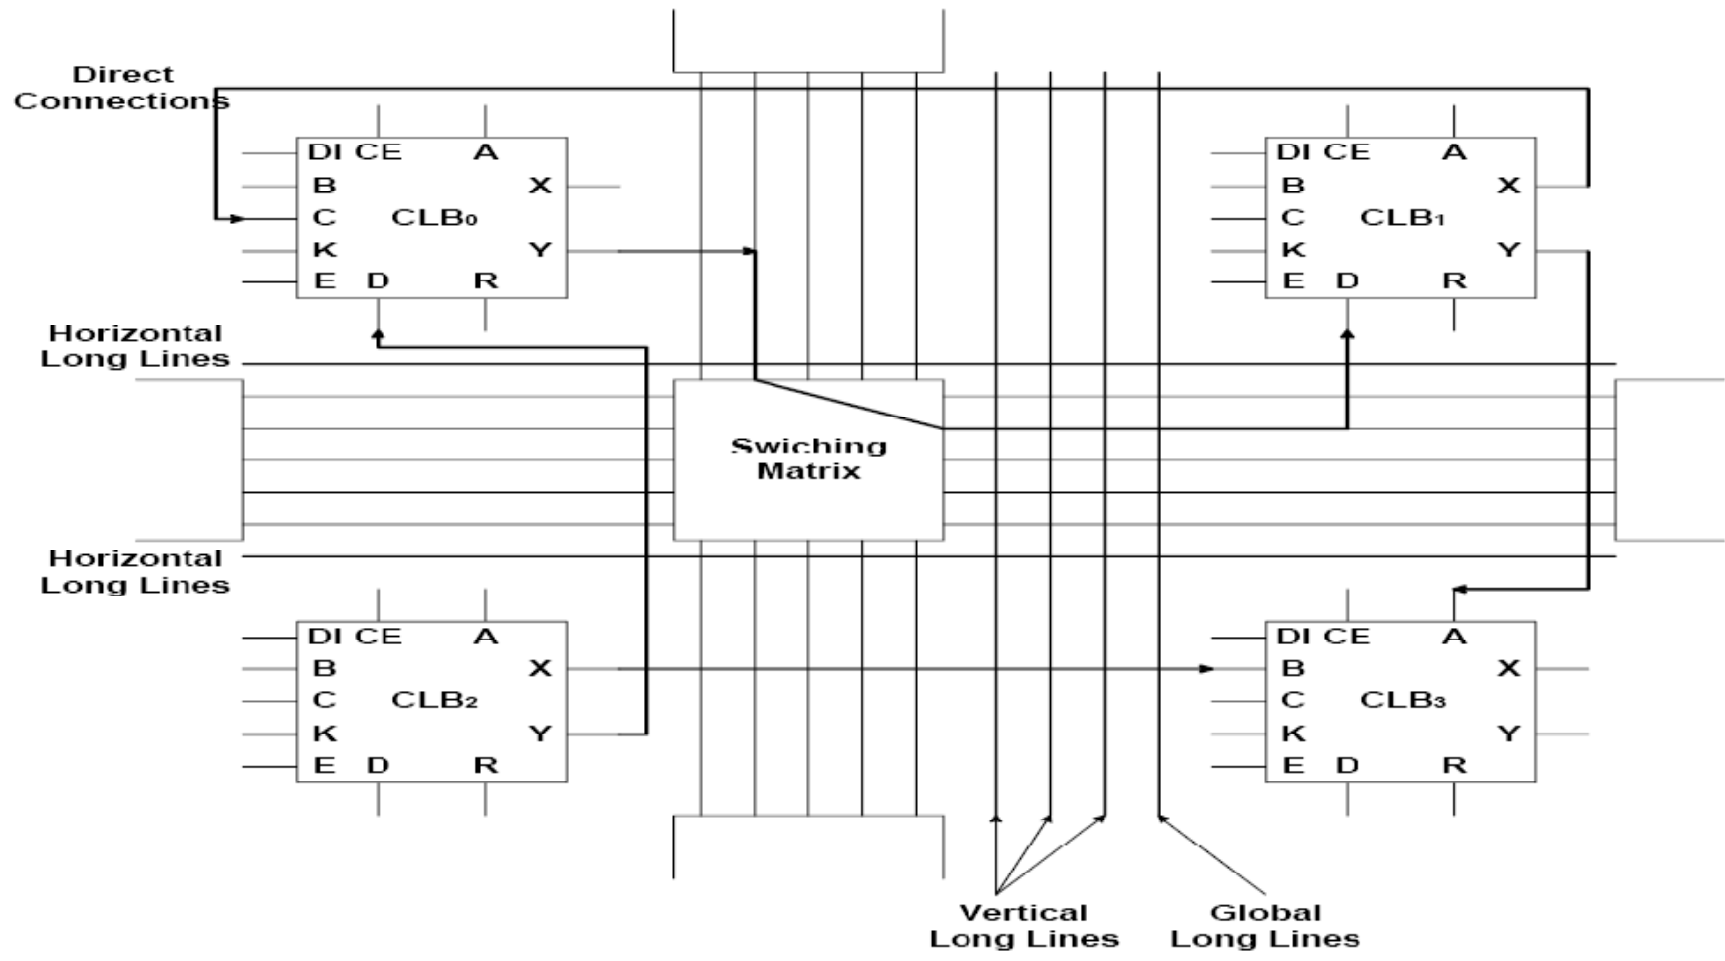 Direct
Connections
DI CE A
B X
C CLB0
K Y
E D R
DI CE A
B X
C CLB1
K Y
E D R
Horizontal
Long Lines
Swiching
Matrix
Horizontal
Long Lines
DI CE A
B X
C CLB2
K Y
E D R
DI CE A
B X
C CLB3
K Y
E D R
Vertical
Long Lines
Global
Long Lines